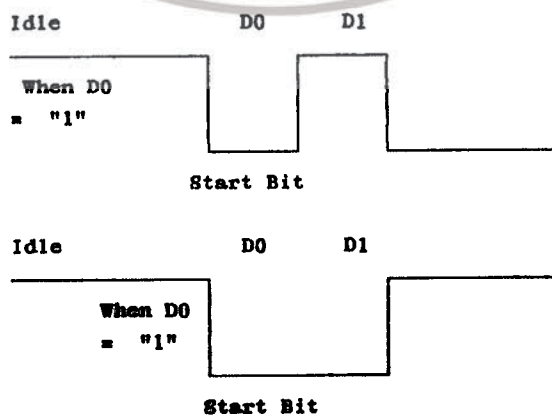 Idle D0 D1
When D0
= "1"
Start Bit
Idle D0 D1
When D0
= "1"
Start Bit